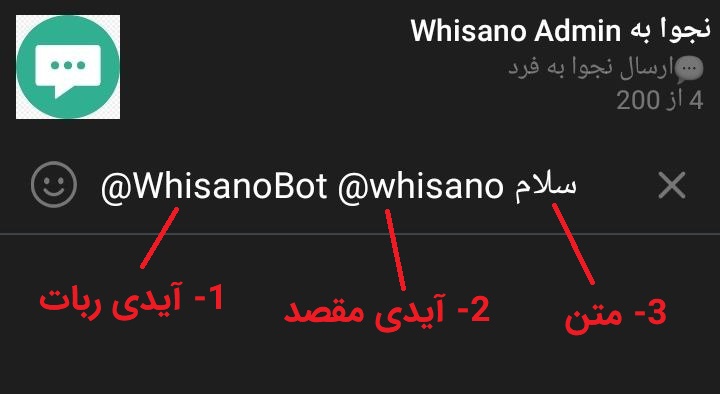 نجوا به Whisano Admin
ارسال نجوا به فرد
4 از 200
@WhisanoBot @whisano سلام
1- آیدی ربات
2- آیدی مقصد
3- متن